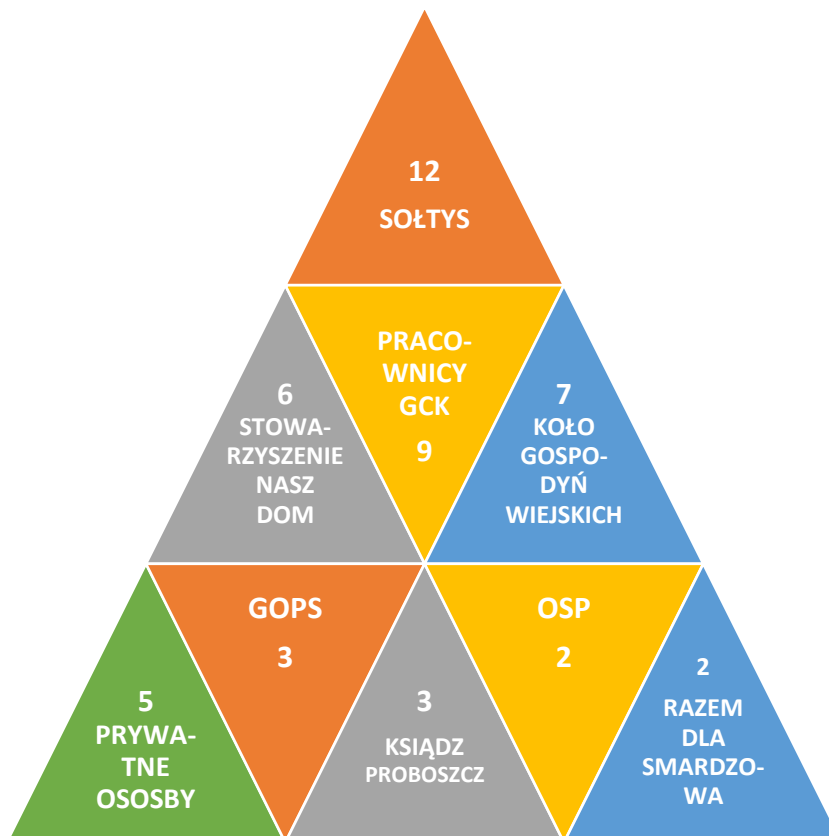 12
SOŁTYS
PRACO-
WNICY
GCK
9
6
STOWA-
RZYSZENIE
NASZ
DOM
7
KOŁO
GOSPO-
DYŃ
WIEJSKICH
GOPS
3
OSP
2
5
PRYWA-
TNE
OSOSBY
3
KSIĄDZ
PROBOSZCZ
2
RAZEM
DLA
SMARDZO-
WA